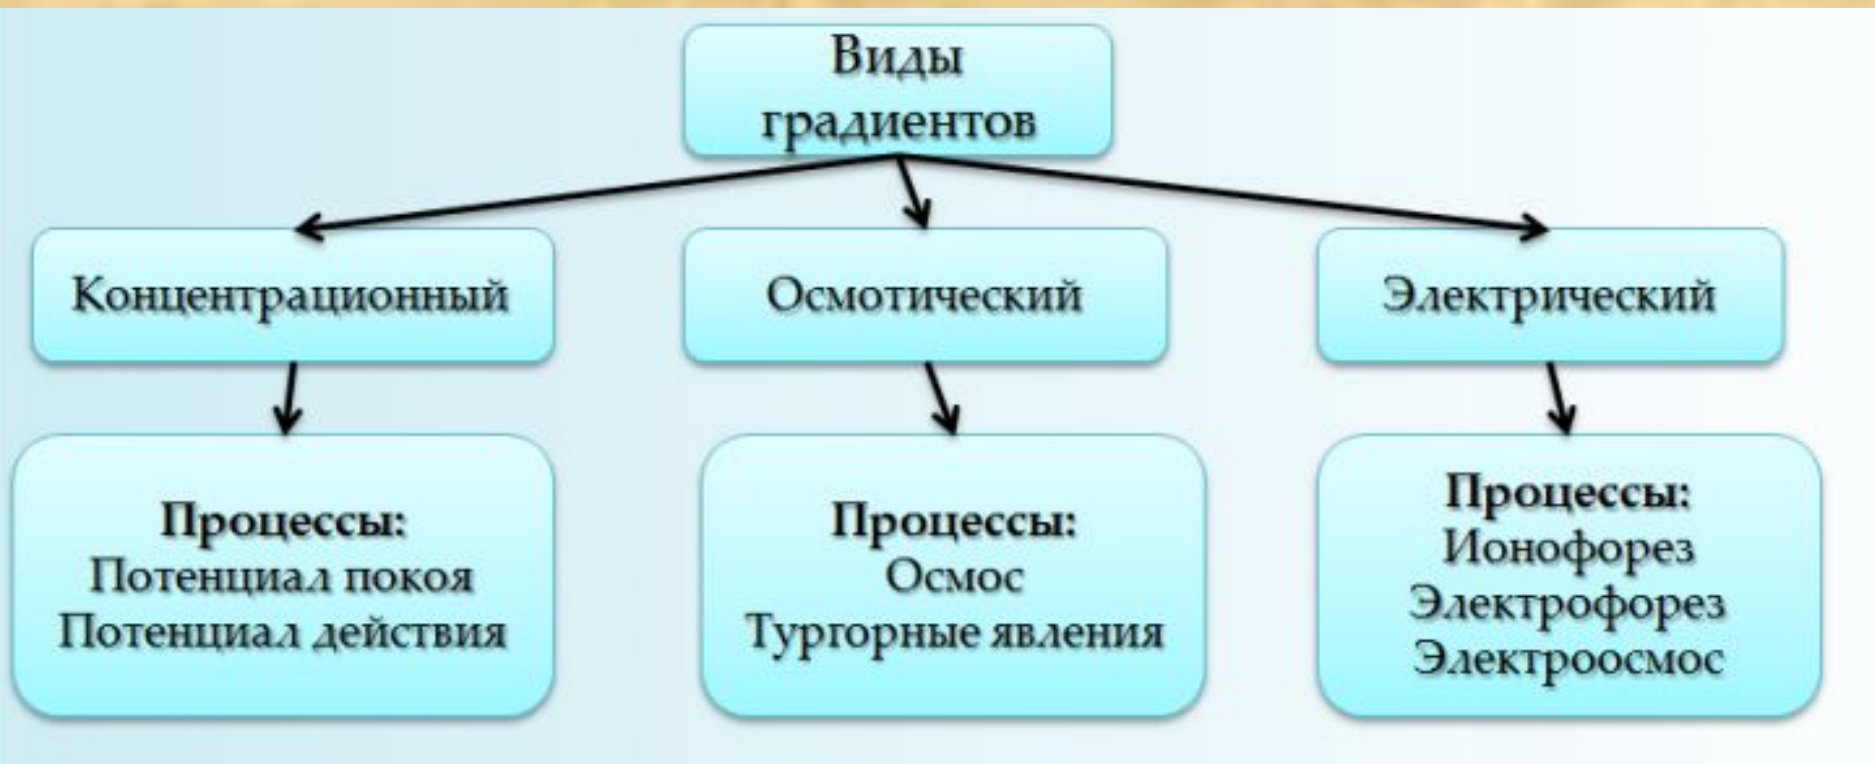 Виды
градиентов
Концентрационный
Осмотический
Электрический
Процессы:
Потенциал покоя
Потенциал действия
Процессы:
Осмос
Тургорные явления
Процессы:
Ионофорез
Электрофорез
Электроосмос